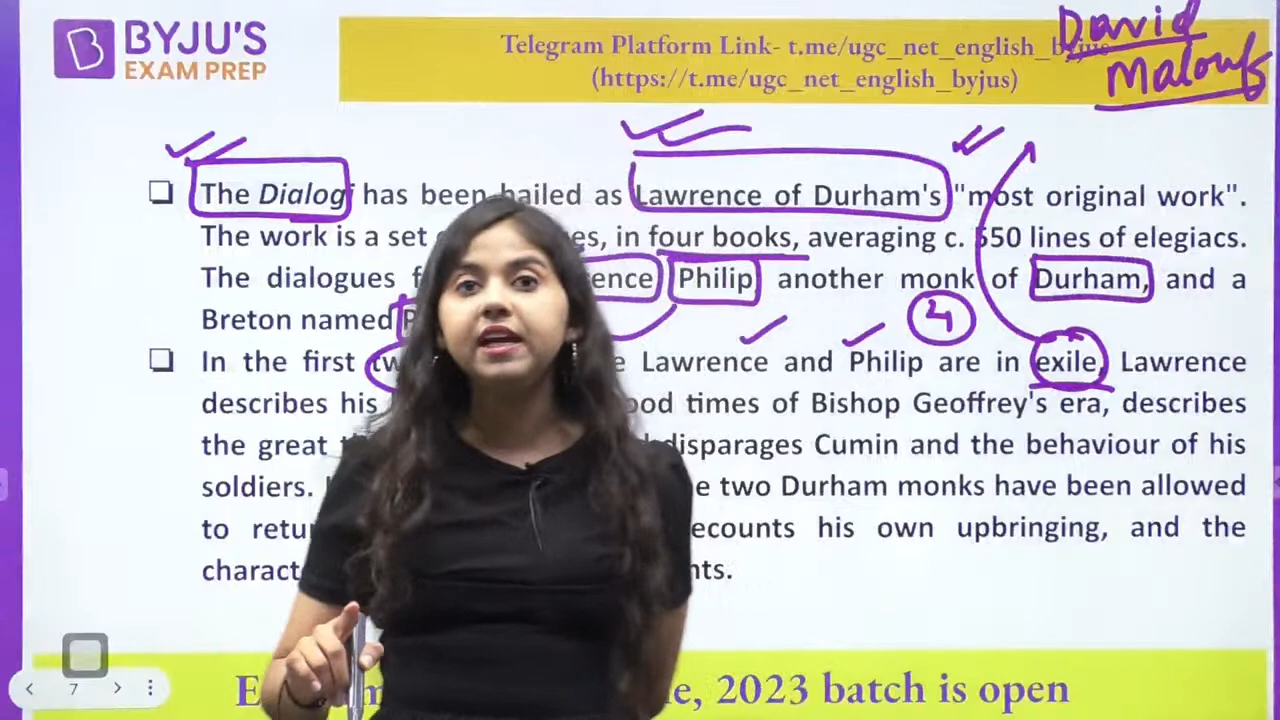 BYJU'S
EXAM PREP
Telegram Platform Link- t.me/ugc_net_english_byjus
(https://t.me/ugc_net_english_byjus)
David
Malouf
The Dialogi has been hailed as Lawrence of Durham's "most original work".
The work is a set es, in four books, averaging c. 550 lines of elegiacs.
The dialogues ence Philip another monk of Durham, and a
Breton named P
4
In the first tw Lawrence and Philip are in exile, Lawrence
describes his ood times of Bishop Geoffrey's era, describes
the great disparages Cumin and the behaviour of his
soldiers. e two Durham monks have been allowed
to retu ecounts his own upbringing, and the
charact nts.
E e, 2023 batch is open
7